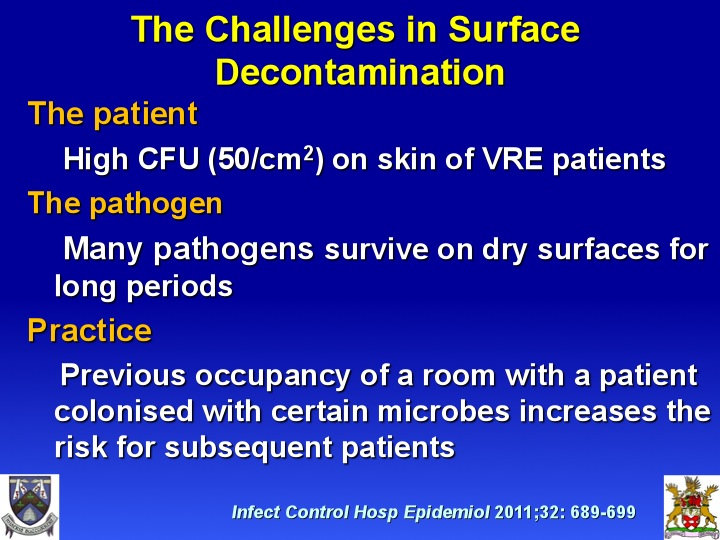 The Challenges in Surface
Decontamination
The patient
High CFU (50/cm²) on skin of VRE patients
The pathogen
Many pathogens survive on dry surfaces for
long periods
Practice
Previous occupancy of a room with a patient
colonised with certain microbes increases the
risk for subsequent patients
Infect Control Hosp Epidemiol 2011;32: 689-699